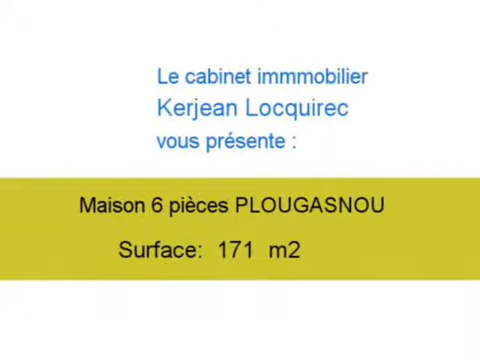 Le cabinet immmobilier
Kerjean Locquirec
vous présente :
Maison 6 pièces PLOUGASNOU
Surface: 171 m2